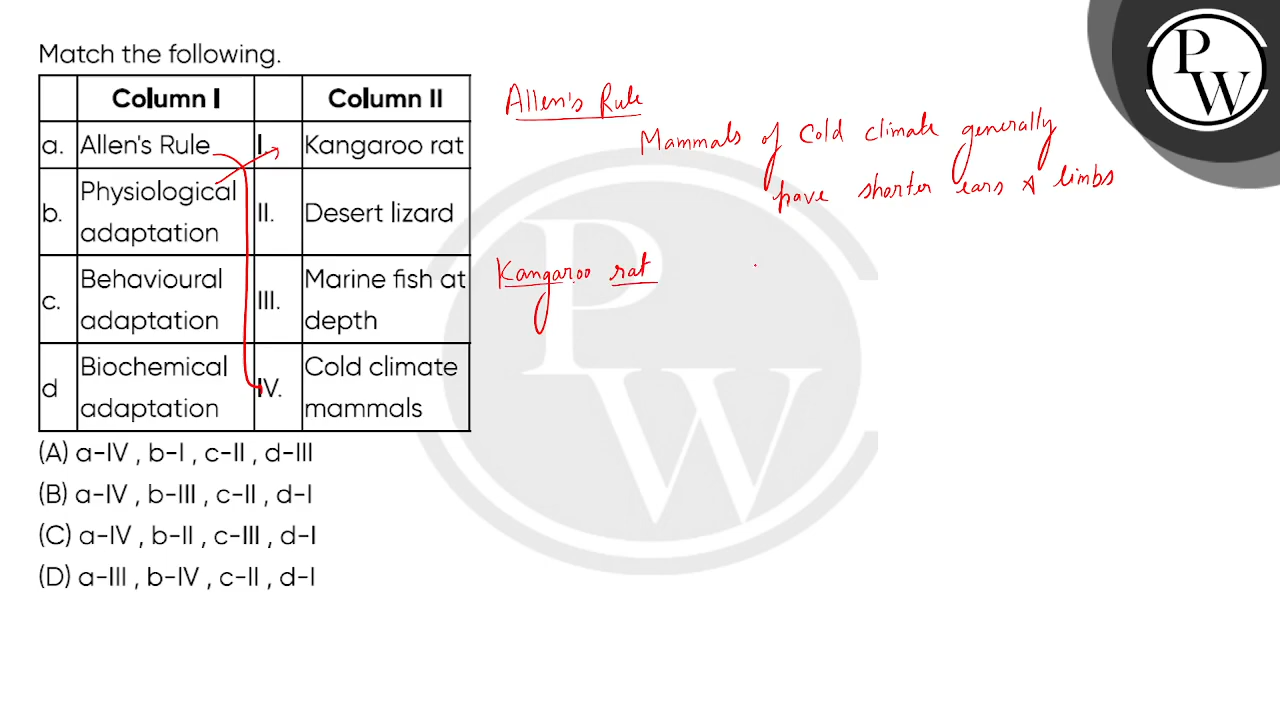 Match the following.
Column I Column II
a. Allen's Rule I. Kangaroo rat
b. Physiological adaptation II. Desert lizard
c. Behavioural adaptation III. Marine fish at depth
d Biochemical adaptation IV. Cold climate mammals
(A) a-IV , b-I , c-II , d-III
(B) a-IV , b-III , c-II , d-I
(C) a-IV , b-II , c-III , d-I
(D) a-III , b-IV , c-II , d-I
Allen's Rule
Mammals of Cold climate generally
have shorter ears & limbs
Kangaroo rat
P
W
P
W